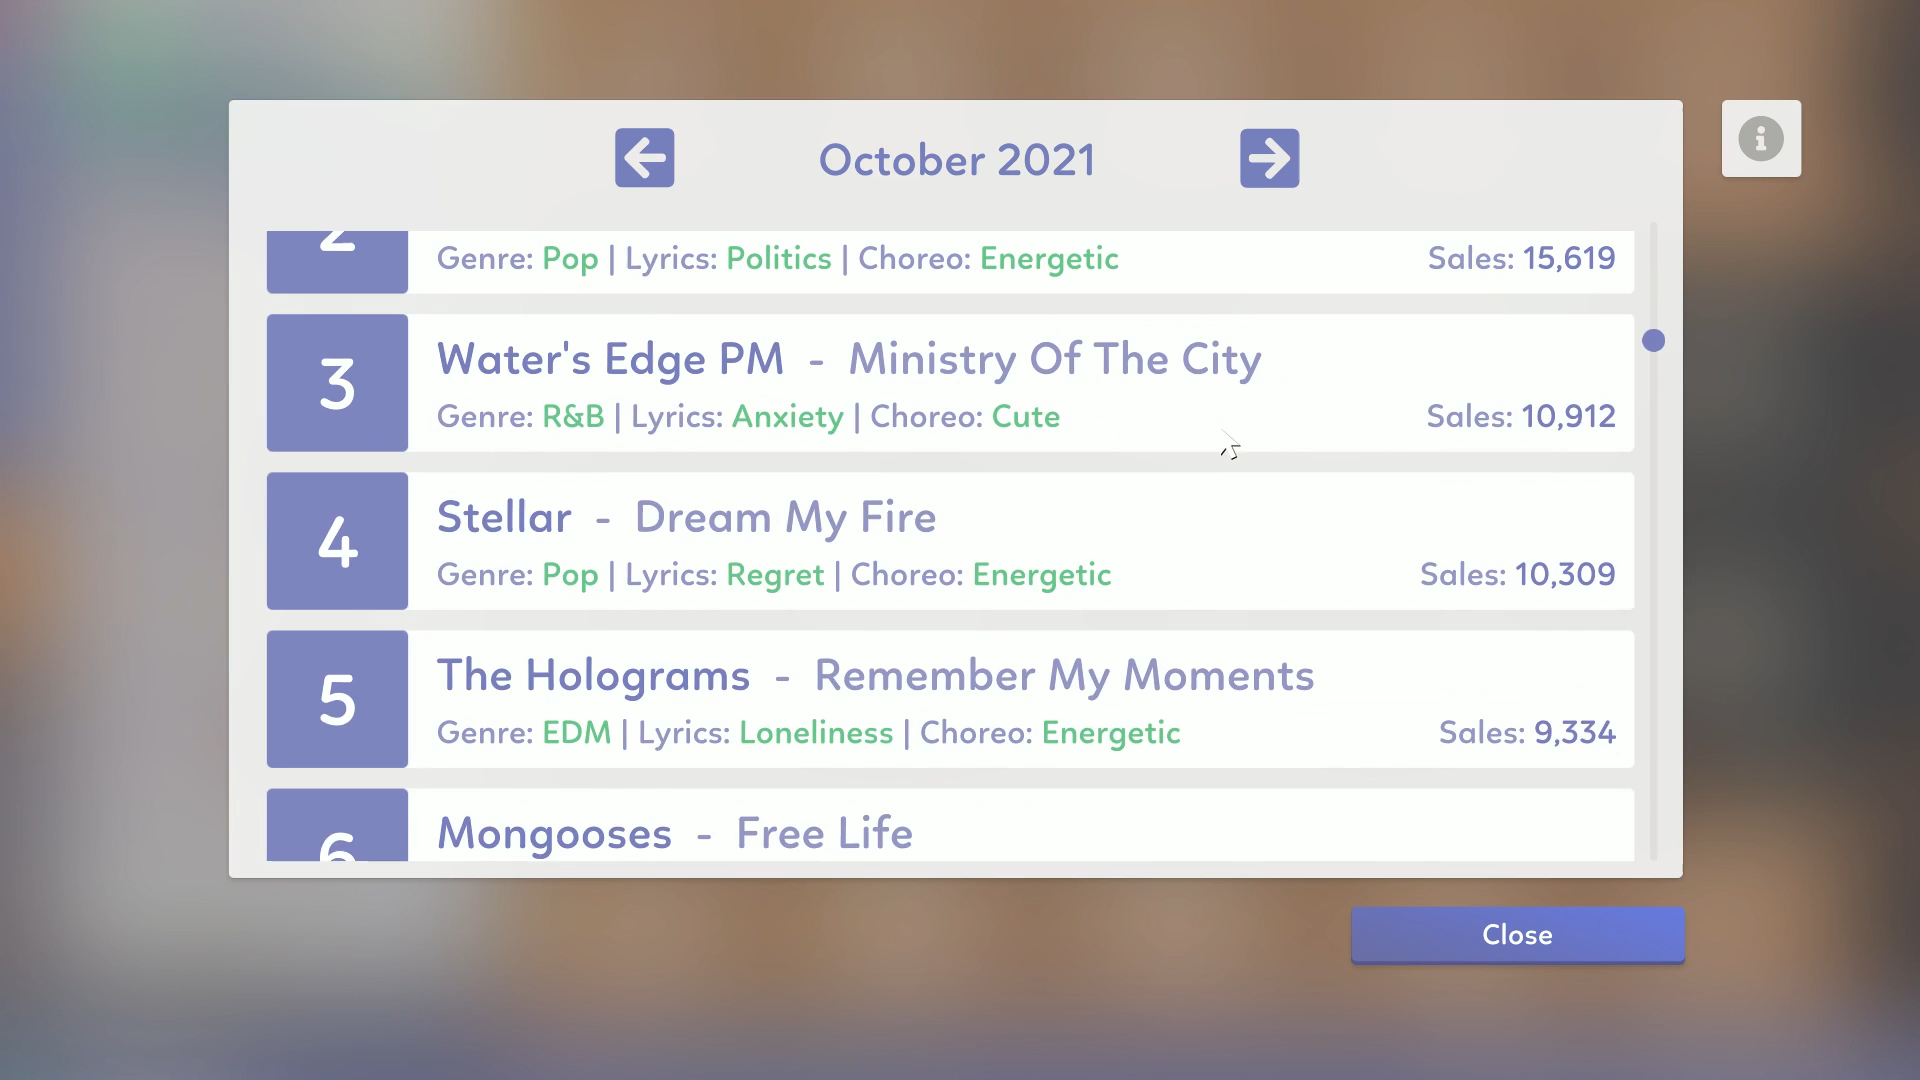 October 2021
2
Genre: Pop | Lyrics: Politics | Choreo: Energetic Sales: 15,619
3
Water's Edge PM - Ministry Of The City
Genre: R&B | Lyrics: Anxiety | Choreo: Cute Sales: 10,912
4
Stellar - Dream My Fire
Genre: Pop | Lyrics: Regret | Choreo: Energetic Sales: 10,309
5
The Holograms - Remember My Moments
Genre: EDM | Lyrics: Loneliness | Choreo: Energetic Sales: 9,334
6
Mongooses - Free Life
Close